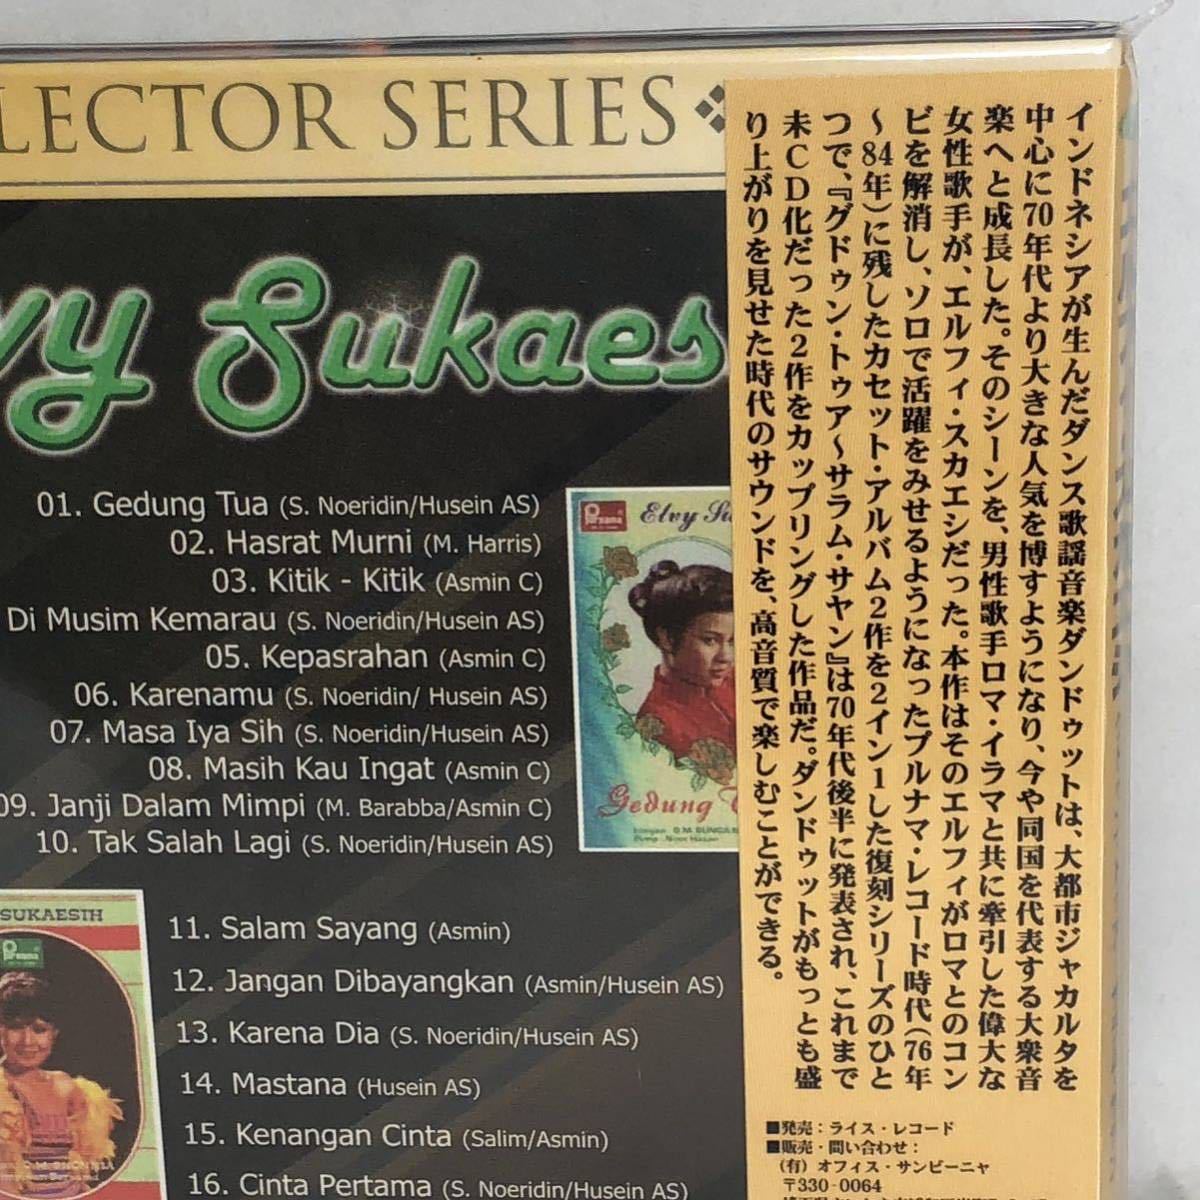 LECTOR SERIES
vy Sukaes
01. Gedung Tua (S. Noeridin/Husein AS)
02. Hasrat Murni (M. Harris)
03. Kitik - Kitik (Asmin C)
Di Musim Kemarau (S. Noeridin/Husein AS)
05. Kepasrahan (Asmin C)
06. Karenamu (S. Noeridin/ Husein AS)
07. Masa Iya Sih (S. Noeridin/Husein AS)
08. Masih Kau Ingat (Asmin C)
09. Janji Dalam Mimpi (M. Barabba/Asmin C)
10. Tak Salah Lagi (S. Noeridin/Husein AS)
Purnama
Elvy Su
Gedung
SUKAESIH
11. Salam Sayang (Asmin)
12. Jangan Dibayangkan (Asmin/Husein AS)
13. Karena Dia (S. Noeridin/Husein AS)
14. Mastana (Husein AS)
15. Kenangan Cinta (Salim/Asmin)
16. Cinta Pertama (S. Noeridin/Husein AS)
インドネシアが生んだダンス歌謡音楽ダンドゥットは、大都市ジャカルタを
中心に70年代より大きな人気を博すようになり、今や同国を代表する大衆音
楽へと成長した。そのシーンを、男性歌手ロマ・イラマと共に牽引した偉大な
女性歌手が、エルフィ・スカエシだった。本作はそのエルフィがロマとのコン
ビを解消し、ソロで活躍をみせるようになったプルナマ・レコード時代(76年
〜84年)に残したカセット・アルバム2作を2イン1した復刻シリーズのひと
つで、『グドゥン・トゥア〜サラム・サヤン』は70年代後半に発表され、これまで
未CD化だった2作をカップリングした作品だ。ダンドゥットがもっとも盛
り上がりを見せた時代のサウンドを、高音質で楽しむことができる。
■発売：ライス・レコード
■販売・問い合わせ：
(有) オフィス・サンビーニャ
〒330-0064